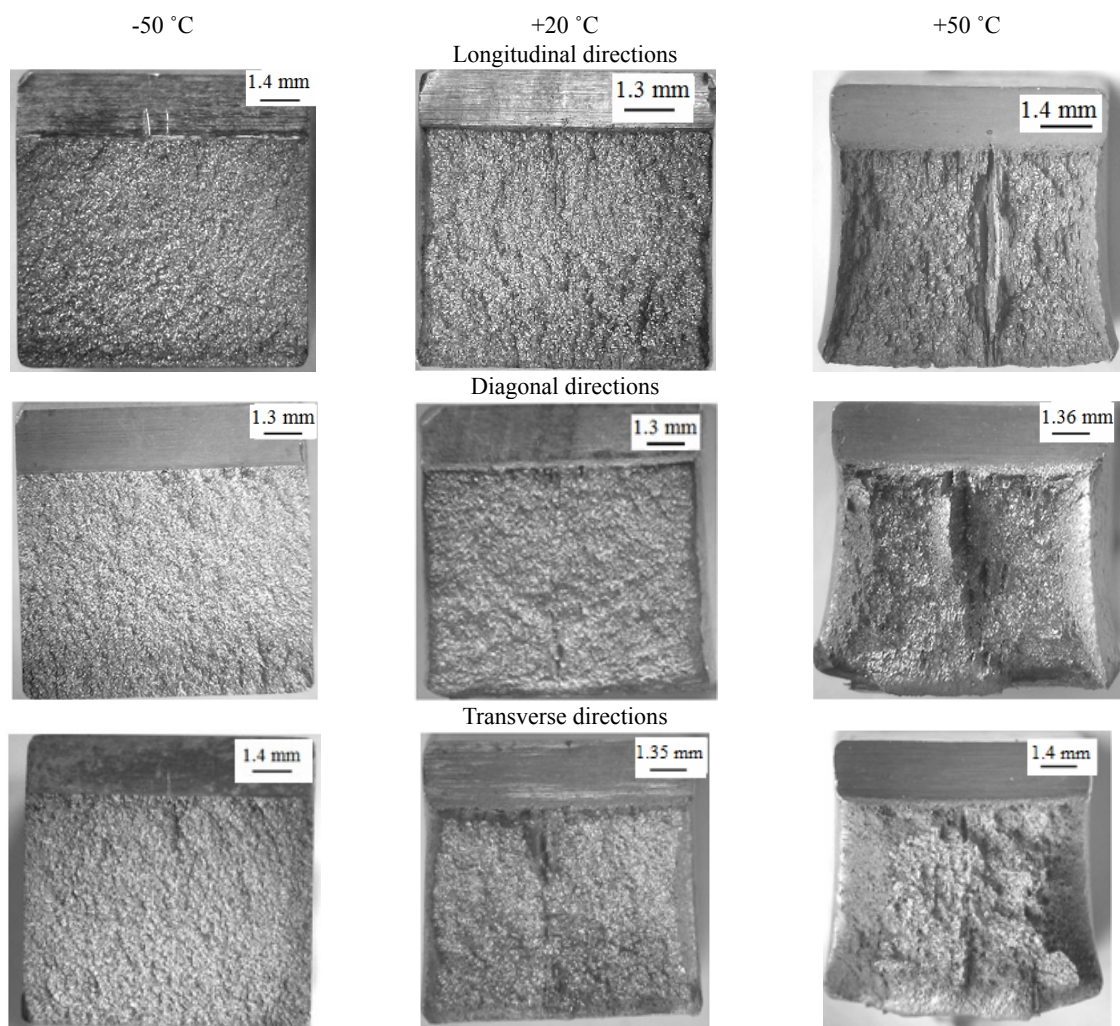 -50 ˚C +20 ˚C +50 ˚C
Longitudinal directions
1.4 mm 1.3 mm 1.4 mm
Diagonal directions
1.3 mm 1.3 mm 1.36 mm
Transverse directions
1.4 mm 1.35 mm 1.4 mm